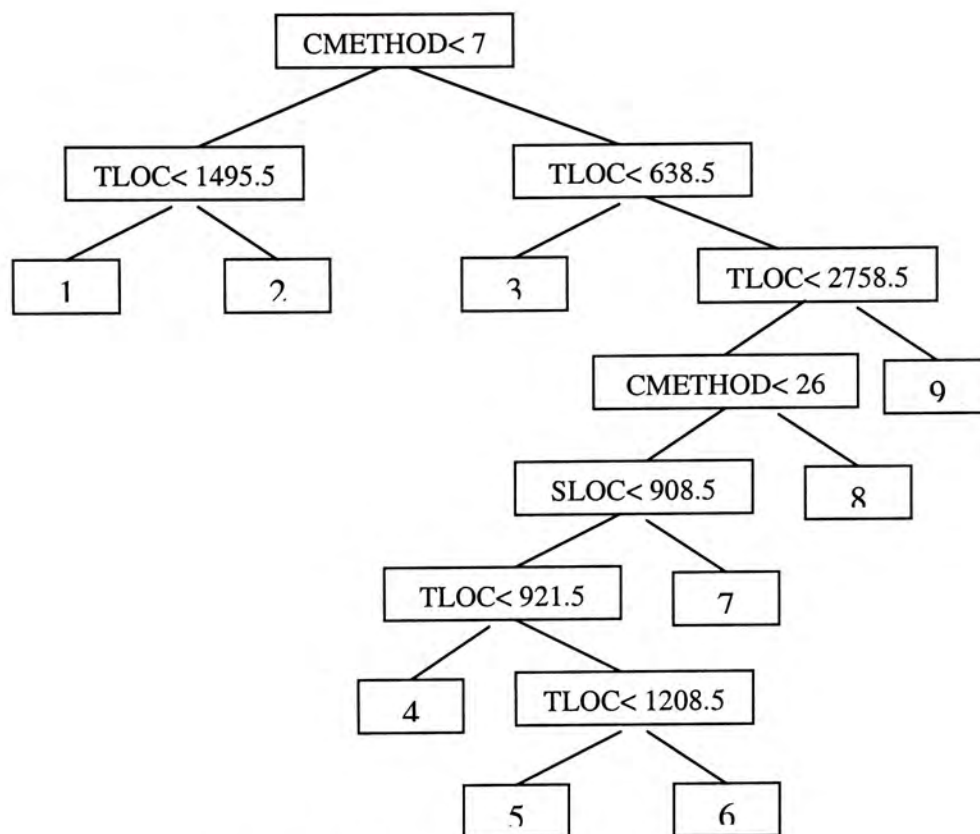 CMETHOD< 7
TLOC< 1495.5
TLOC< 638.5
1
2
3
TLOC< 2758.5
CMETHOD< 26
9
SLOC< 908.5
8
TLOC< 921.5
7
4
TLOC< 1208.5
5
6